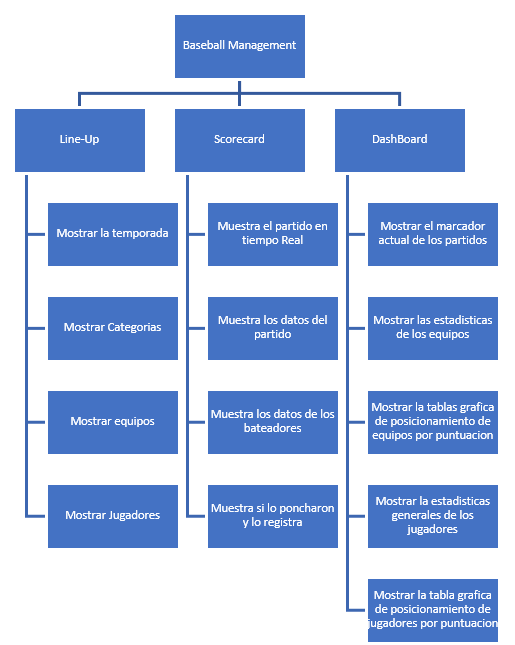 Baseball Management
Line-Up
Mostrar la temporada
Mostrar Categorias
Mostrar equipos
Mostrar Jugadores
Scorecard
Muestra el partido en
tiempo Real
Muestra los datos del
partido
Muestra los datos de los
bateadores
Muestra si lo poncharon
y lo registra
DashBoard
Mostrar el marcador
actual de los partidos
Mostrar las estadisticas
de los equipos
Mostrar la tablas grafica
de posicionamiento de
equipos por puntuacion
Mostrar la estadisticas
generales de los
jugadores
Mostrar la tabla grafica
de posicionamiento de
jugadores por puntuacion